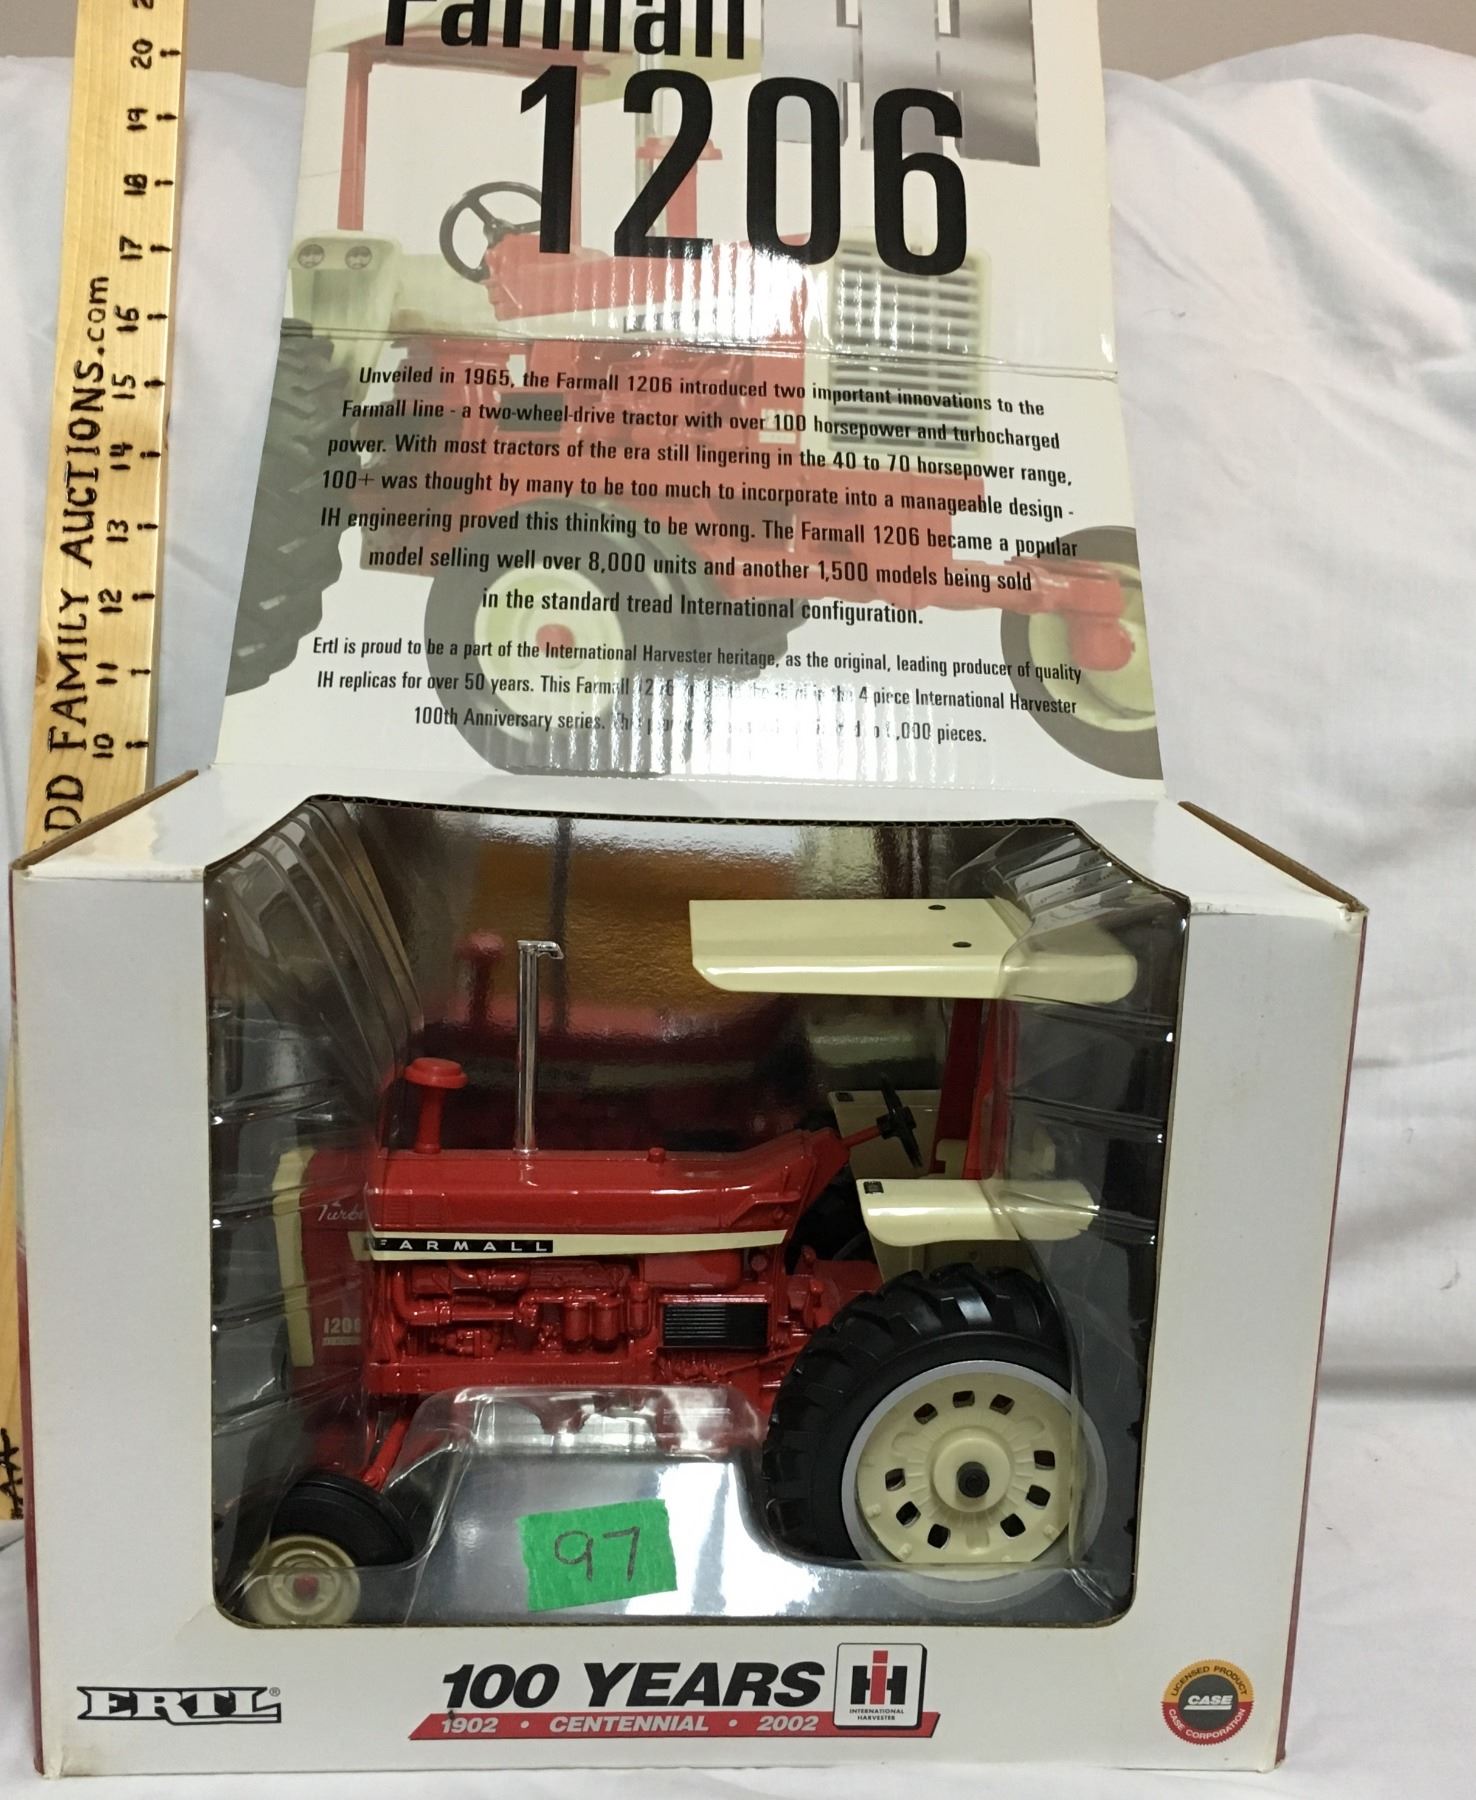 Farmall
1206
Unveiled in 1965, the Farmall 1206 introduced two important innovations to the
Farmall line - a two-wheel-drive tractor with over 100 horsepower and turbocharged
power. With most tractors of the era still lingering in the 40 to 70 horsepower range,
100+ was thought by many to be too much to incorporate into a manageable design -
IH engineering proved this thinking to be wrong. The Farmall 1206 became a popular
model selling well over 8,000 units and another 1,500 models being sold
in the standard tread International configuration.
Ertl is proud to be a part of the International Harvester heritage, as the original, leading producer of quality
IH replicas for over 50 years. This Farmall 4 piece International Harvester
100th Anniversary series. pieces.
20
19
18
17
16
15
14
13
12
11
10
FAMILY AUCTIONS.com
Turbo
FARMALL
1206
97
ERTL®
100 YEARS
1902 • CENTENNIAL • 2002
IH
INTERNATIONAL
HARVESTER
LICENSED PRODUCT
CASE
CASE CORPORATION